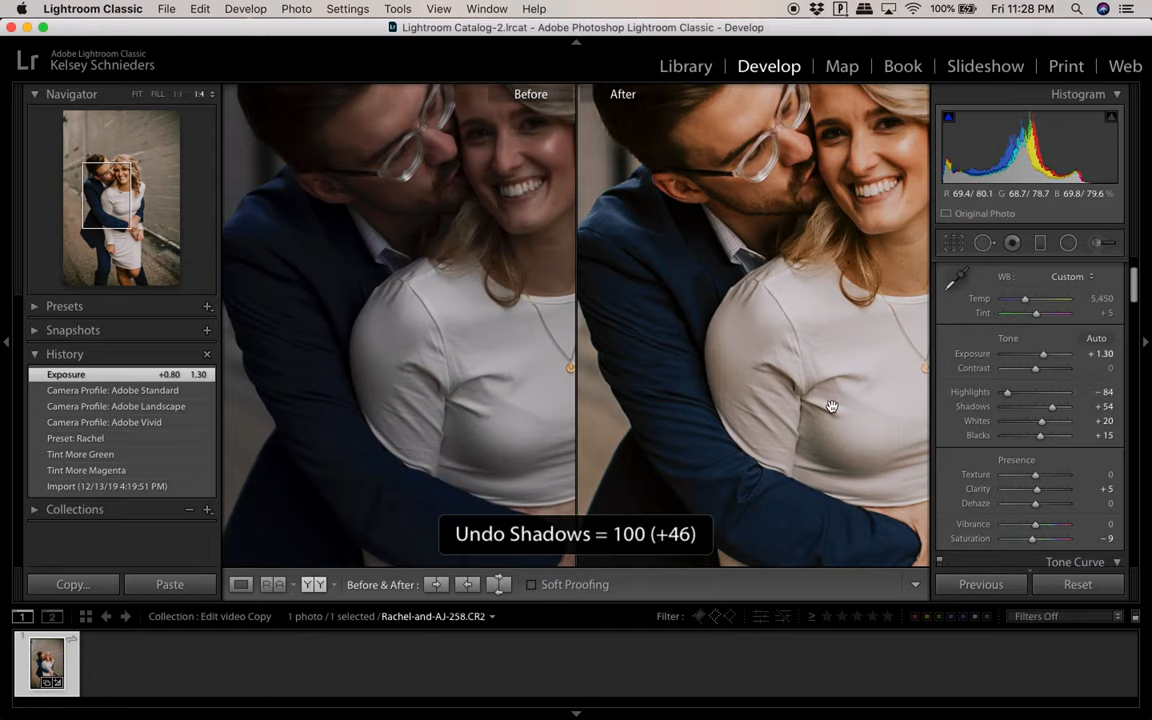 Lightroom Classic File Edit Develop Photo Settings Tools View Window Help 100% Fri 11:28 PM
Lightroom Catalog-2.lrcat - Adobe Photoshop Lightroom Classic - Develop
Lr Adobe Lightroom Classic
Kelsey Schnieders
Library | Develop | Map | Book | Slideshow | Print | Web
Navigator FIT FILL 1:1 1:4
Before After
Histogram
R 69.4/ 80.1 G 68.7/ 78.7 B 69.8/ 79.6 %
Original Photo
WB: Custom
Temp 5,450
Tint + 5
Tone Auto
Exposure + 1.30
Contrast 0
Highlights − 84
Shadows + 54
Whites + 20
Blacks + 15
Presence
Texture 0
Clarity + 5
Dehaze 0
Vibrance 0
Saturation − 9
Tone Curve
Presets
Snapshots
History
Exposure +0.80 1.30
Camera Profile: Adobe Standard
Camera Profile: Adobe Landscape
Camera Profile: Adobe Vivid
Preset: Rachel
Tint More Green
Tint More Magenta
Import (12/13/19 4:19:51 PM)
Collections
Undo Shadows = 100 (+46)
Copy... Paste
R A Y Y Before & After : Soft Proofing
Previous Reset
1 2 Collection : Edit video Copy 1 photo / 1 selected / Rachel-and-AJ-258.CR2 Filter : ≥ Filters Off
1